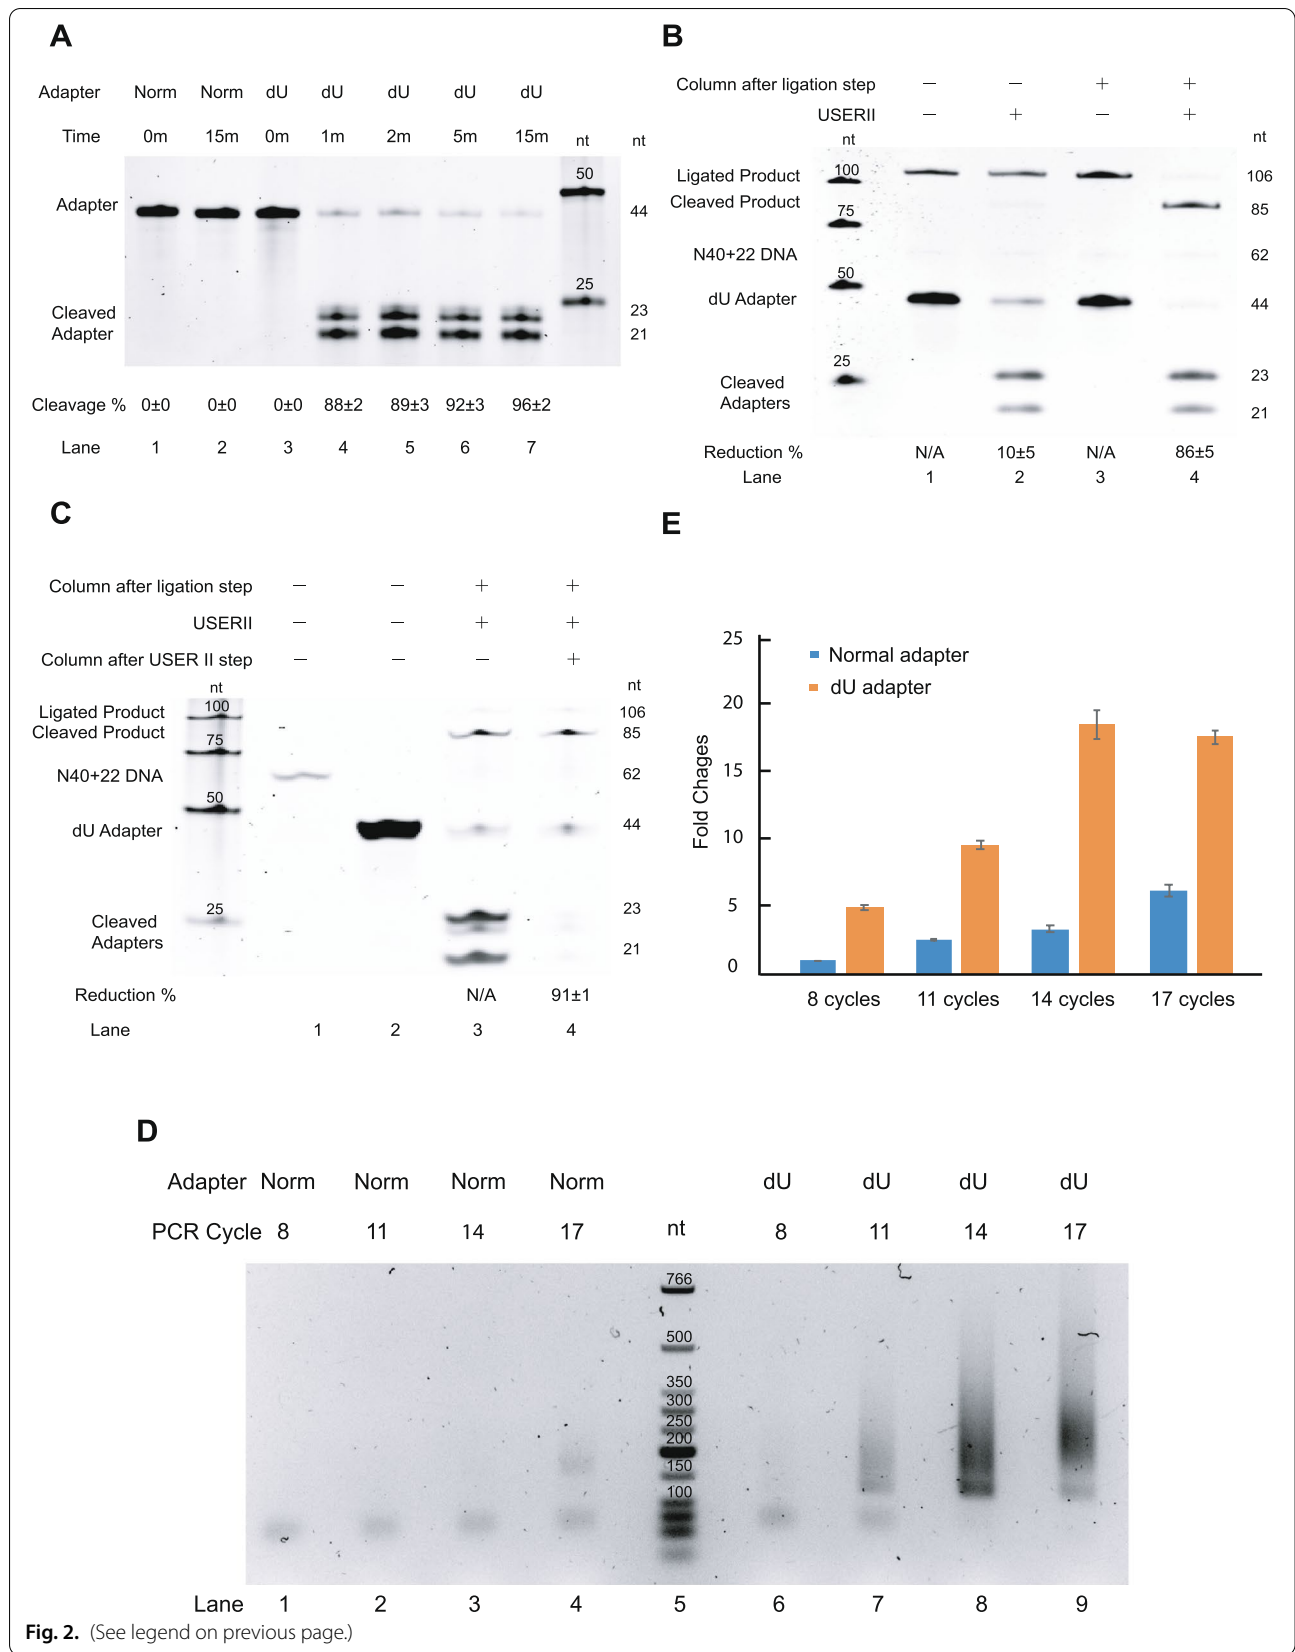 A
Adapter Norm Norm dU dU dU dU dU
Time 0m 15m 0m 1m 2m 5m 15m nt nt
50
Adapter 44
25
Cleaved 23
Adapter 21
Cleavage % 0±0 0±0 0±0 88±2 89±3 92±3 96±2
Lane 1 2 3 4 5 6 7
B
Column after ligation step – – + +
USERII – + – +
nt nt
Ligated Product 100 106
Cleaved Product 85
75
N40+22 DNA 62
50
dU Adapter 44
25
Cleaved 23
Adapters 21
Reduction % N/A 10±5 N/A 86±5
Lane 1 2 3 4
C
Column after ligation step – – + +
USERII – – + +
Column after USER II step – – – +
nt nt
Ligated Product 100 106
Cleaved Product 85
75
N40+22 DNA 62
50
dU Adapter 44
25 23
Cleaved
Adapters 21
Reduction % N/A 91±1
Lane 1 2 3 4
E
25
Normal adapter
dU adapter
20
15
10
5
0
Fold Chages
8 cycles 11 cycles 14 cycles 17 cycles
D
Adapter Norm Norm Norm Norm dU dU dU dU
PCR Cycle 8 11 14 17 nt 8 11 14 17
766
500
350
300
250
200
150
100
Lane 1 2 3 4 5 6 7 8 9
Fig. 2. (See legend on previous page.)